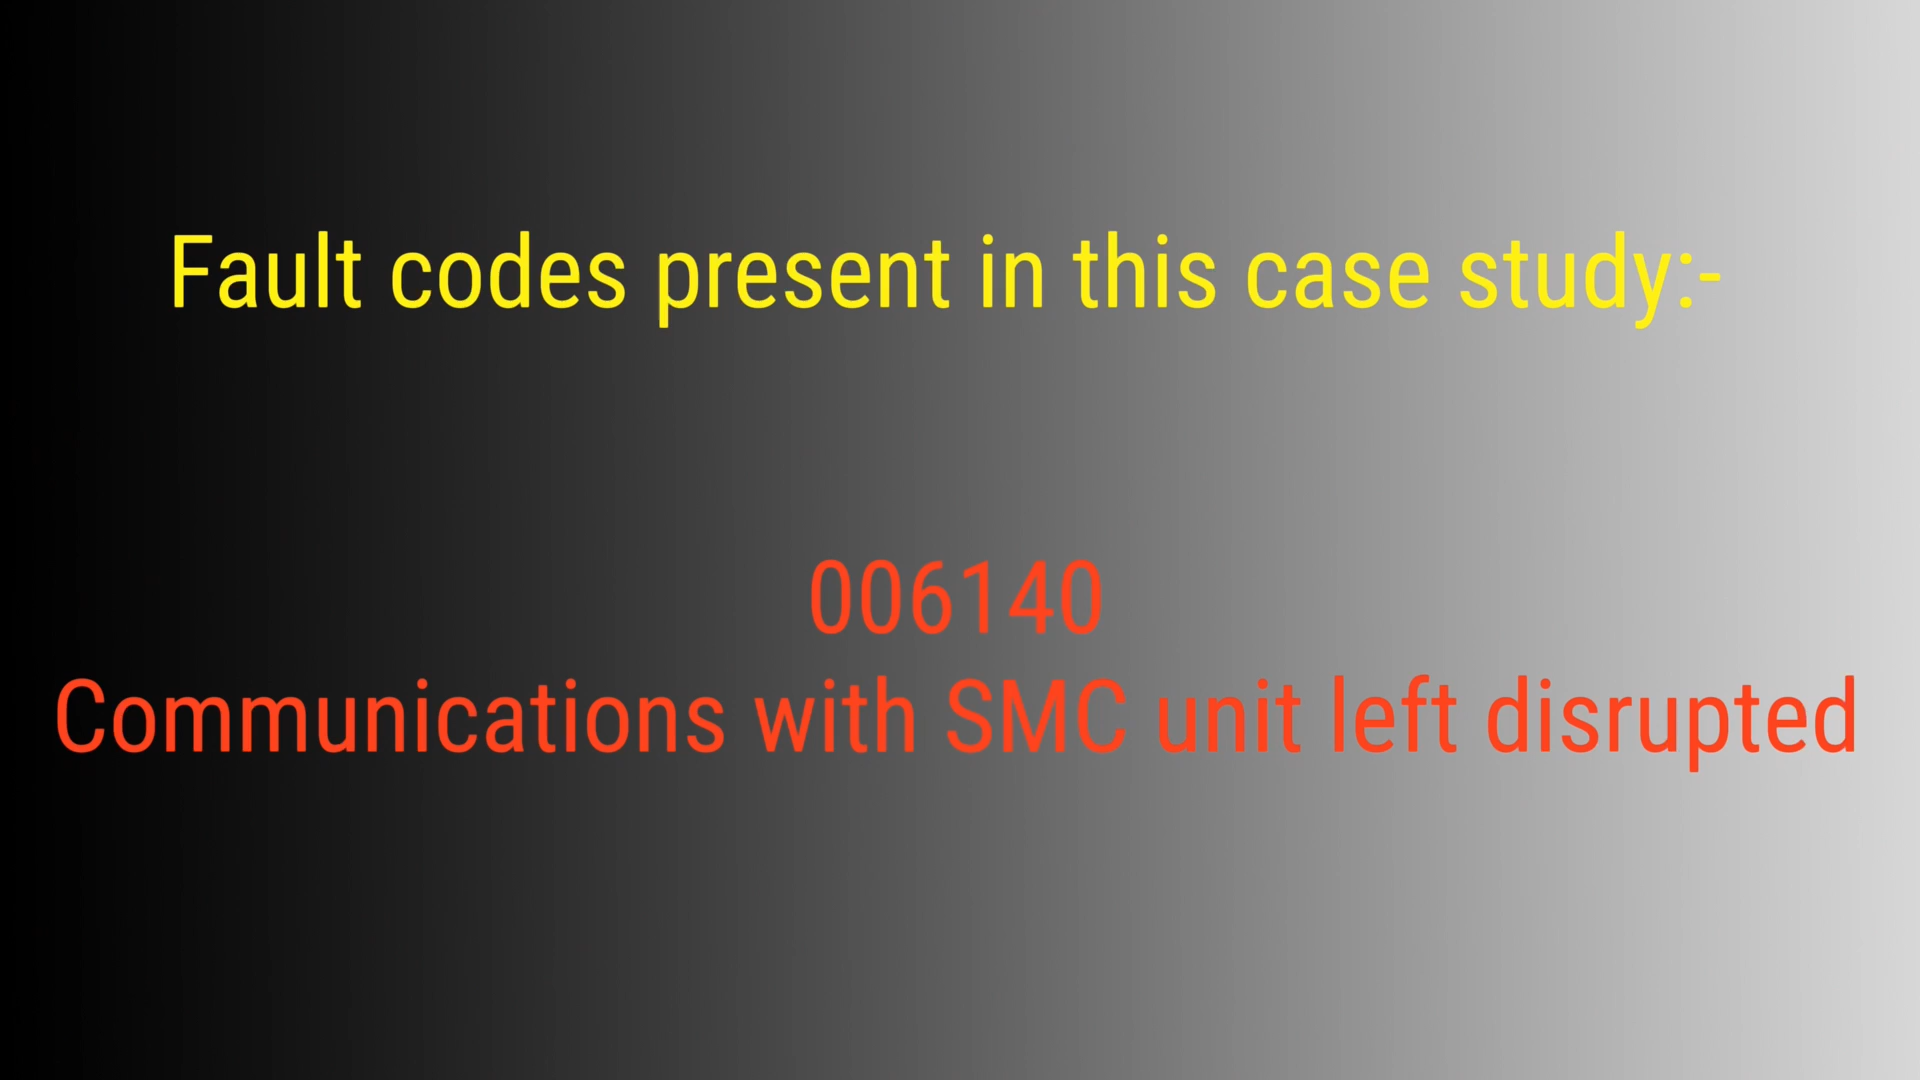 Fault codes present in this case study:-
006140
Communications with SMC unit left disrupted